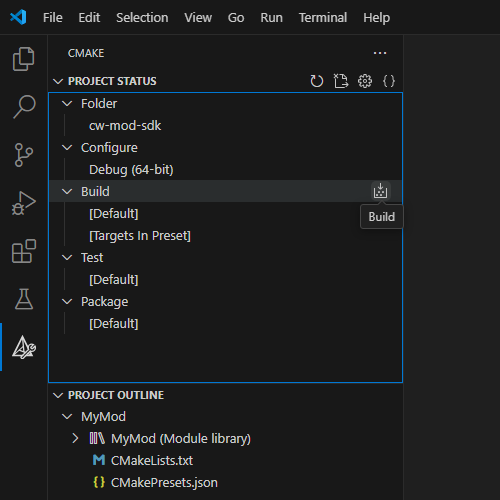 File Edit Selection View Go Run Terminal Help
CMAKE
PROJECT STATUS
Folder
cw-mod-sdk
Configure
Debug (64-bit)
Build
[Default]
Build
[Targets In Preset]
Test
[Default]
Package
[Default]
PROJECT OUTLINE
MyMod
MyMod (Module library)
CMakeLists.txt
CMakePresets.json